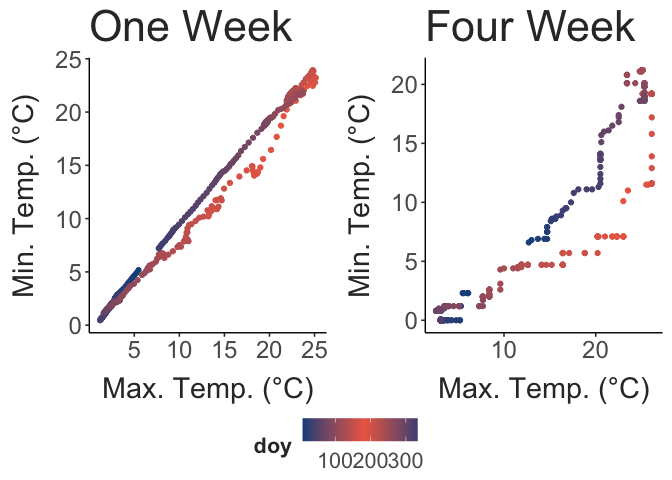 One Week
Four Week
Min. Temp. (°C)
25
20
15
10
5
0
5 10 15 20 25
Max. Temp. (°C)
Min. Temp. (°C)
20
15
10
5
0
10 20
Max. Temp. (°C)
doy
100200300